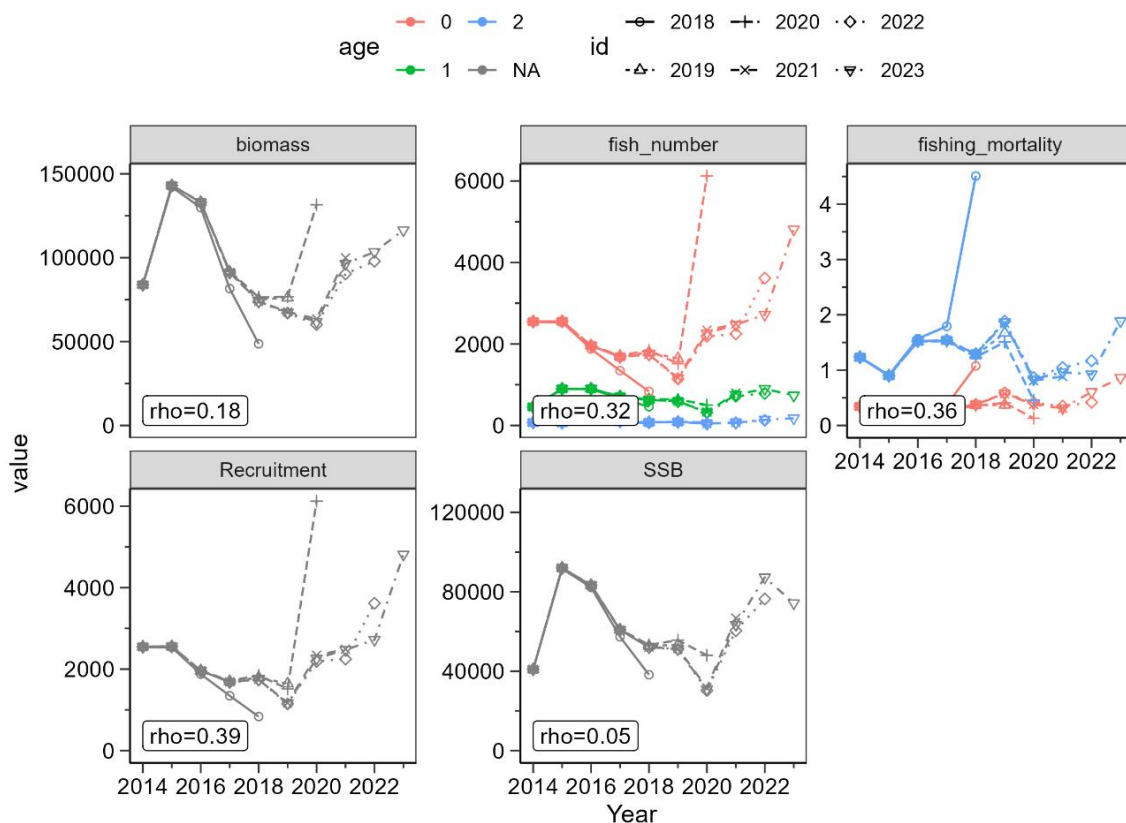 age
0
2
1
NA
id
2018
2020
2022
2019
2021
2023
biomass
fish_number
fishing_mortality
150000
100000
50000
0
rho=0.18
6000
4000
2000
0
rho=0.32
4
3
2
1
0
rho=0.36
2014 2016 2018 2020 2022
value
Recruitment
SSB
6000
4000
2000
0
rho=0.39
120000
80000
40000
0
rho=0.05
2014 2016 2018 2020 2022
2014 2016 2018 2020 2022
Year